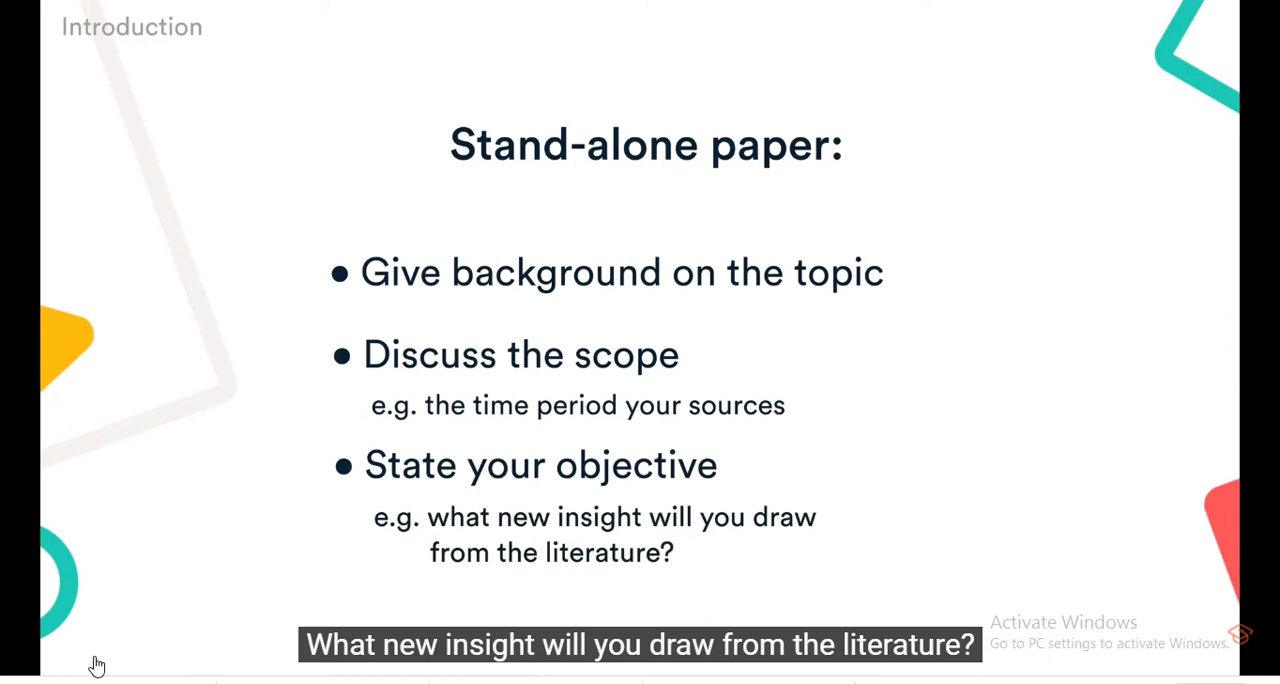 Introduction
Stand-alone paper:
● Give background on the topic
● Discuss the scope
e.g. the time period your sources
● State your objective
e.g. what new insight will you draw
from the literature?
What new insight will you draw from the literature?
Activate Windows
Go to PC settings to activate Windows.